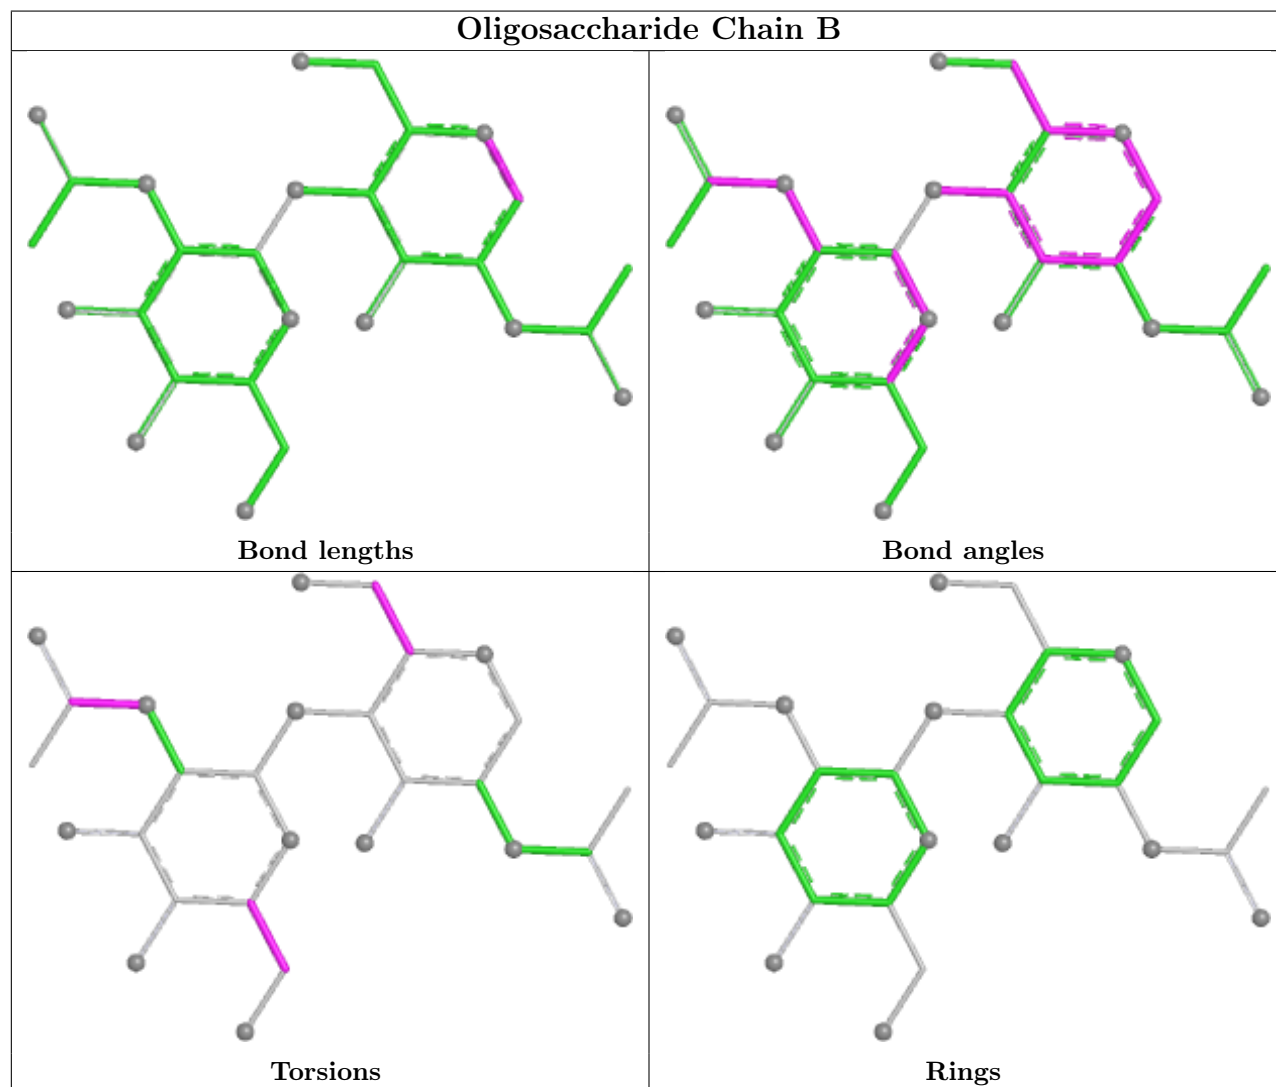 Oligosaccharide Chain B
Bond lengths
Bond angles
Torsions
Rings